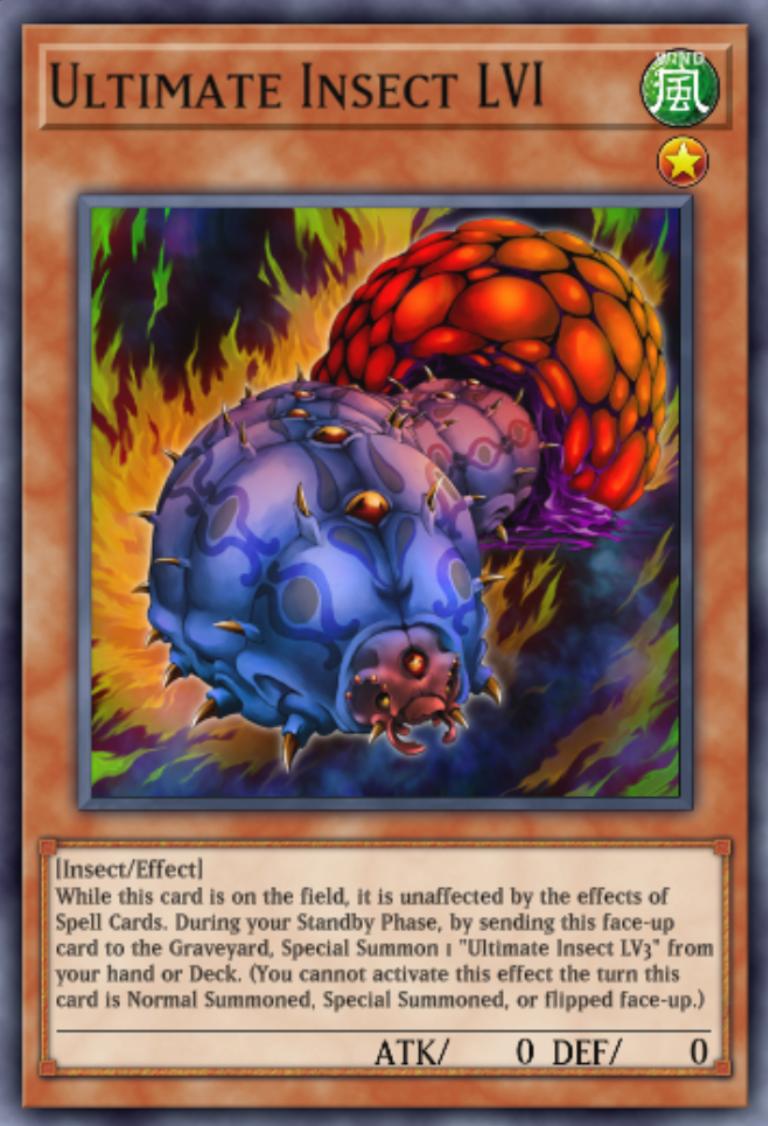 ULTIMATE INSECT LV1
WIND
風
[Insect/Effect]
While this card is on the field, it is unaffected by the effects of
Spell Cards. During your Standby Phase, by sending this face-up
card to the Graveyard, Special Summon 1 "Ultimate Insect LV3" from
your hand or Deck. (You cannot activate this effect the turn this
card is Normal Summoned, Special Summoned, or flipped face-up.)
ATK/ 0 DEF/ 0